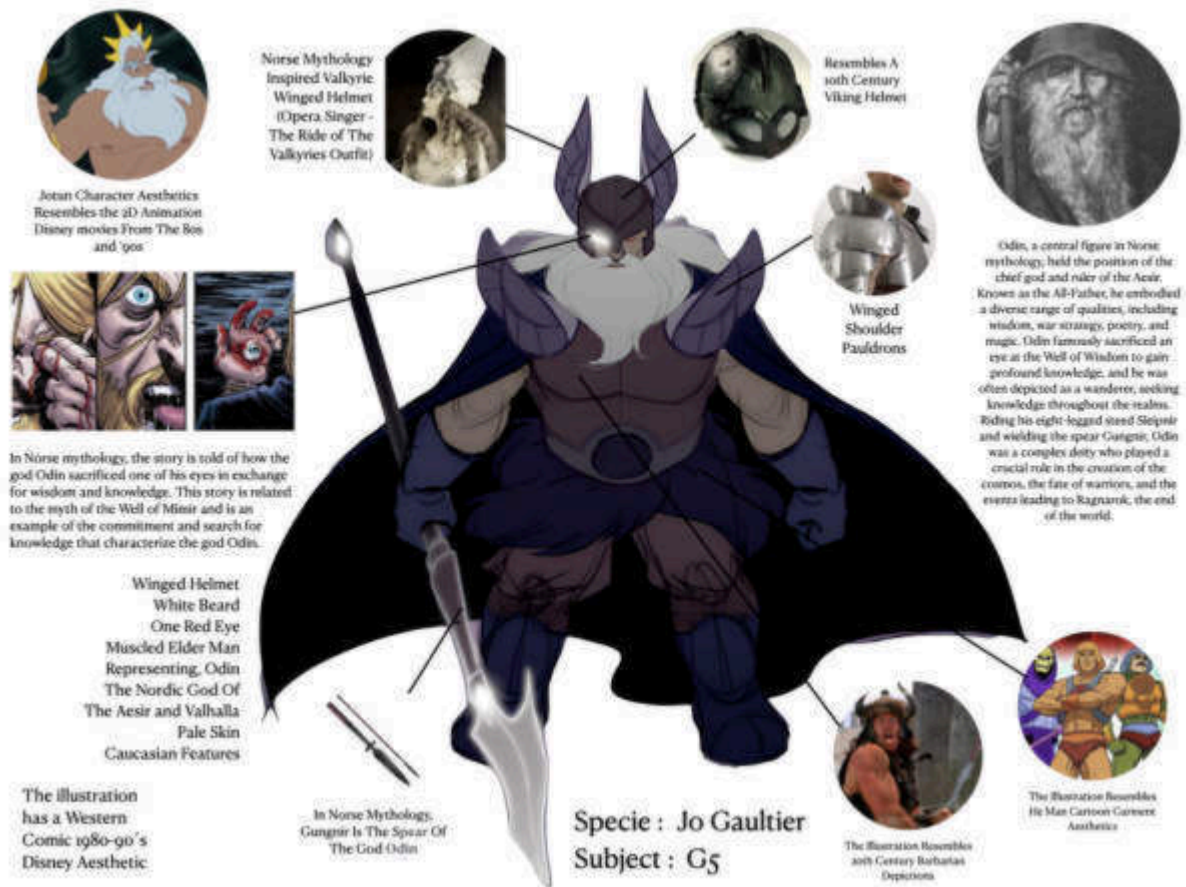 Norse Mythology
Inspired Valkyrie
Winged Helmet
(Opera Singer -
The Ride of The
Valkyries Outfit)
Resembles A
10th Century
Viking Helmet
Jotun Character Aesthetics
Resembles the 2D Animation
Disney movies From The 80s
and '90s
Winged
Shoulder
Pauldrons
Odin, a central figure in Norse
mythology, held the position of the
chief god and ruler of the Aesir.
Known as the All-Father, he embodied
a diverse range of qualities, including
wisdom, war strategy, poetry, and
magic. Odin famously sacrificed an
eye at the Well of Wisdom to gain
profound knowledge, and he was
often depicted as a wanderer, seeking
knowledge throughout the realms.
Riding his eight-legged steed Sleipnir
and wielding the spear Gungnir, Odin
was a complex deity who played a
crucial role in the creation of the
cosmos, the fate of warriors, and the
events leading to Ragnarok, the end
of the world.
In Norse mythology, the story is told of how the
god Odin sacrificed one of his eyes in exchange
for wisdom and knowledge. This story is related
to the myth of the Well of Mimir and is an
example of the commitment and search for
knowledge that characterize the god Odin.
Winged Helmet
White Beard
One Red Eye
Muscled Elder Man
Representing, Odin
The Nordic God Of
The Aesir and Valhalla
Pale Skin
Caucasian Features
The illustration
has a Western
Comic 1980-90´s
Disney Aesthetic
In Norse Mythology,
Gungnir Is The Spear Of
The God Odin
Specie : Jo Gaultier
Subject : G5
The Illustration Resembles
20th Century Barbarian
Depictions
The Illustration Resembles
He Man Cartoon Garment
Aesthetics